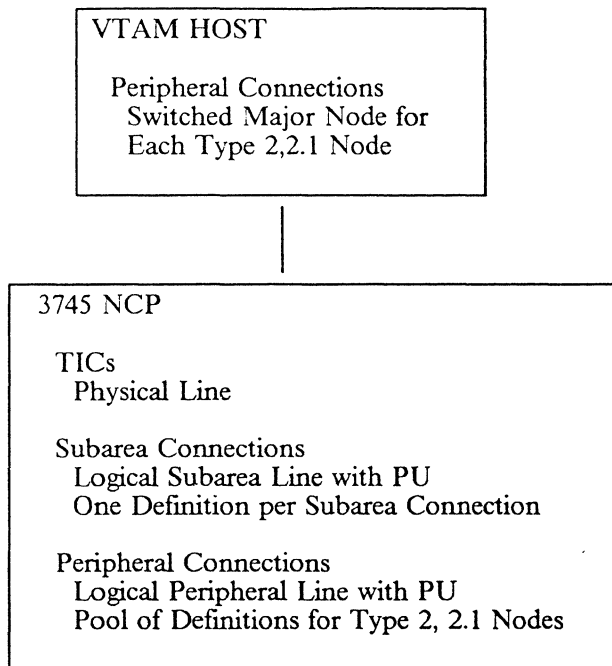 VTAM HOST
Peripheral Connections
Switched Major Node for
Each Type 2,2.1 Node
3745 NCP
TICs
Physical Line
Subarea Connections
Logical Subarea Line with PU
One Definition per Subarea Connection
Peripheral Connections
Logical Peripheral Line with PU
Pool of Definitions for Type 2, 2.1 Nodes